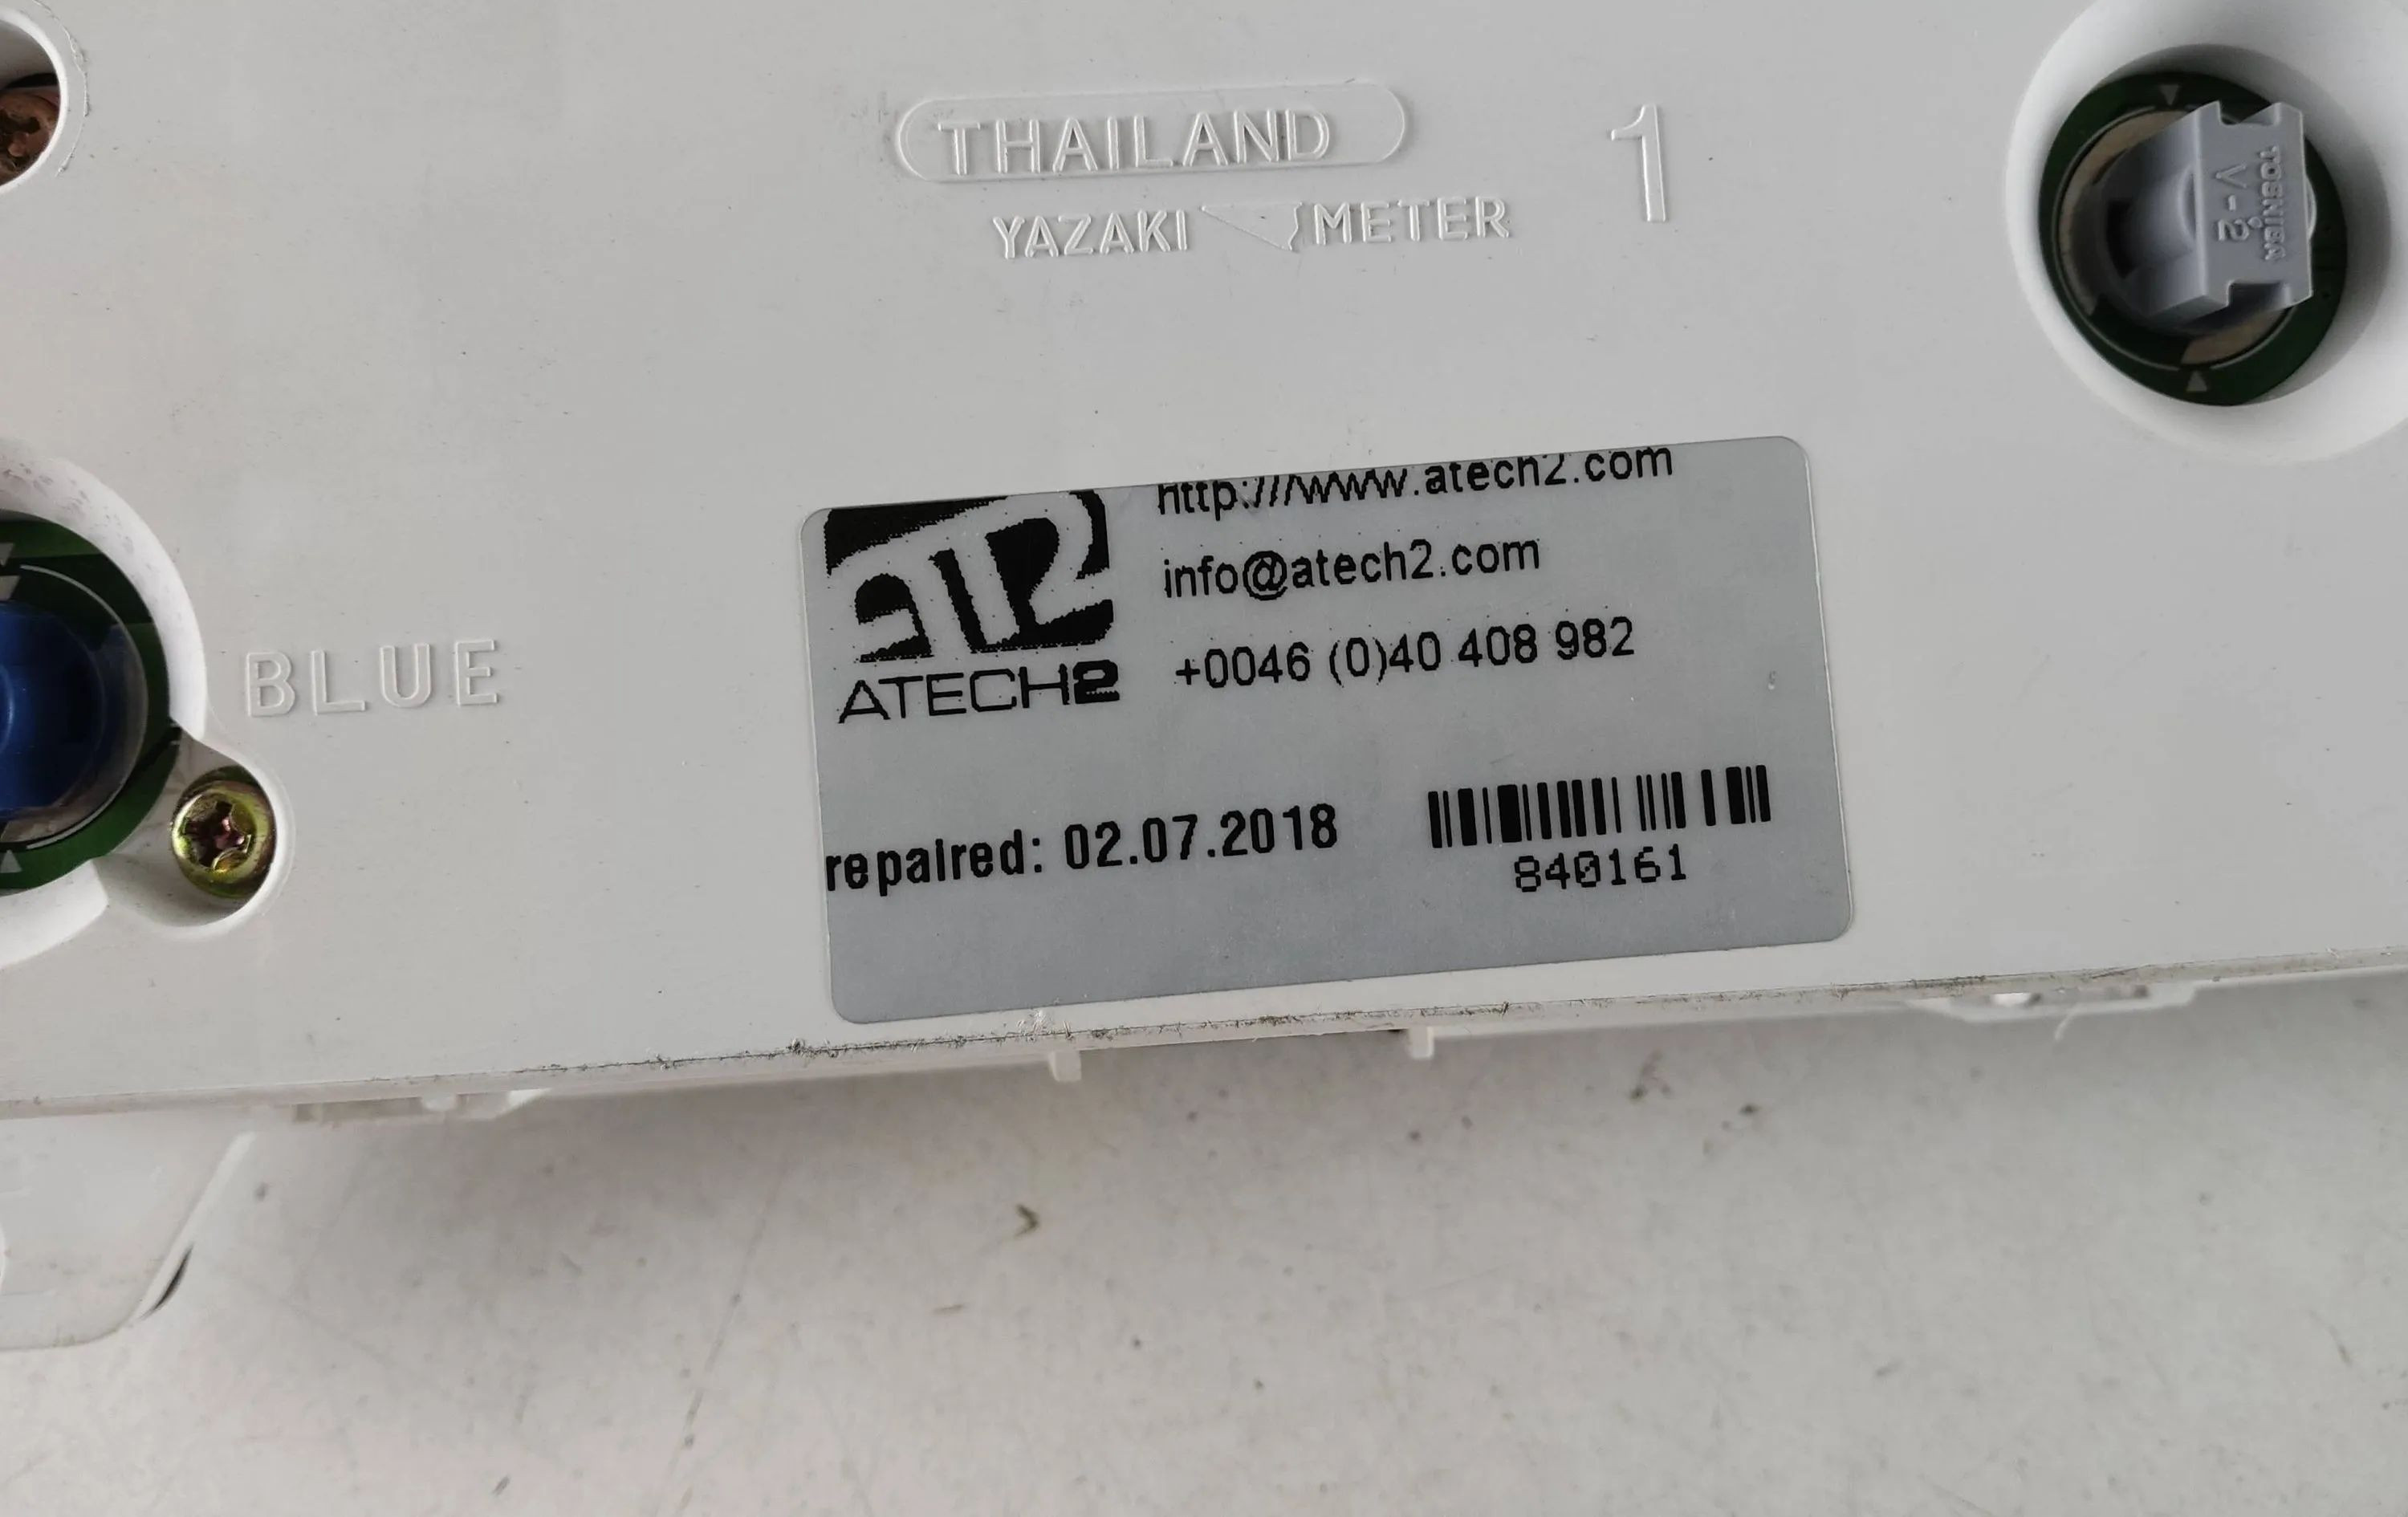 THAILAND
1
YAZAKI METER
TOSHIBA
V-2
http:///www.atech2.com
info@atech2.com
ATECH2
+0046 (0)40 408 982
BLUE
repaired: 02.07.2018
840161